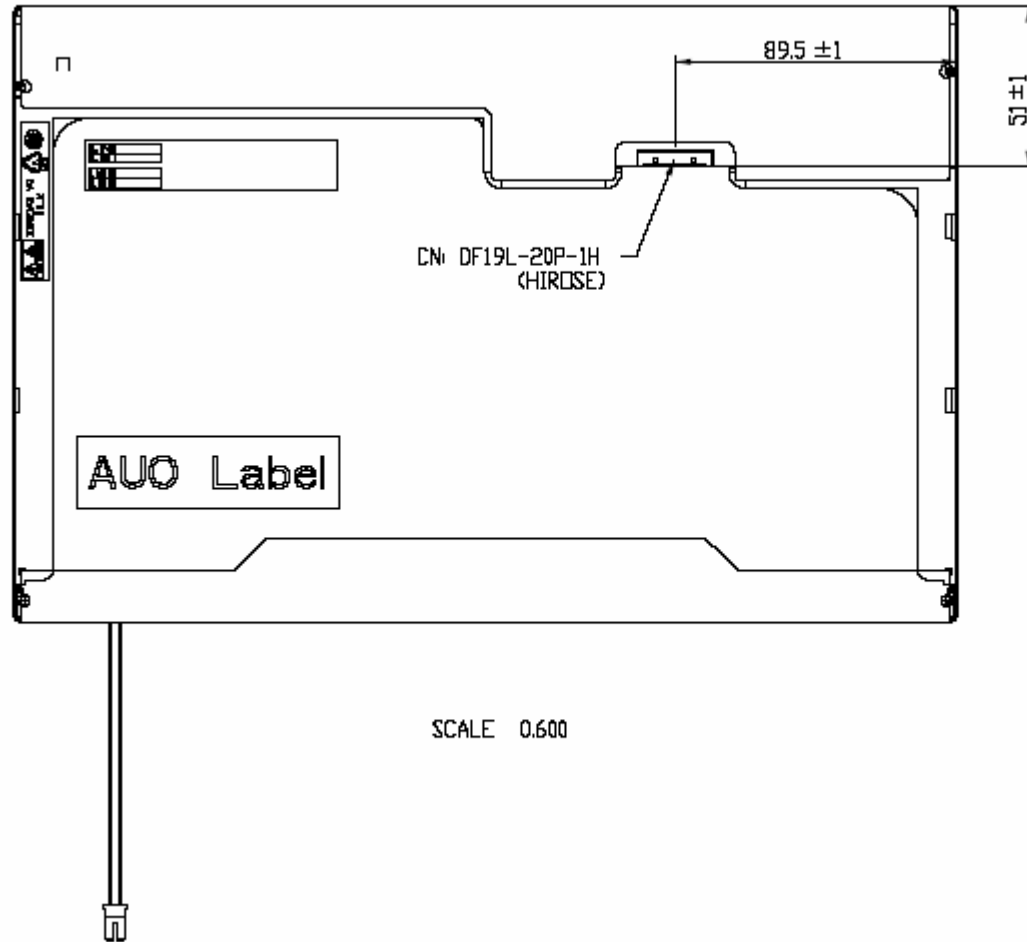 89.5 ±1
51 ±1
CN: DF19L-20P-1H
(HIROSE)
AUO Label
SCALE 0.600